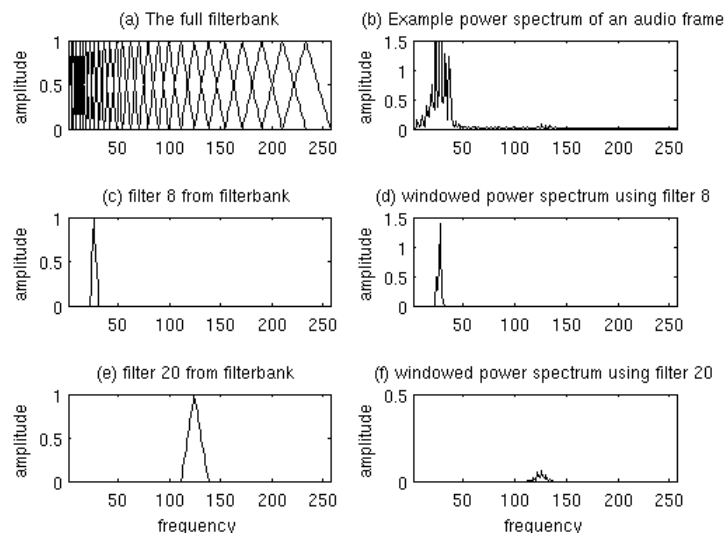 (a) The full filterbank
amplitude
1
0.5
0
50 100 150 200 250
(b) Example power spectrum of an audio frame
amplitude
1.5
1
0.5
0
50 100 150 200 250
(c) filter 8 from filterbank
amplitude
1
0.5
0
50 100 150 200 250
(d) windowed power spectrum using filter 8
amplitude
1.5
1
0.5
0
50 100 150 200 250
(e) filter 20 from filterbank
amplitude
1
0.5
0
50 100 150 200 250
frequency
(f) windowed power spectrum using filter 20
amplitude
0.5
0
50 100 150 200 250
frequency